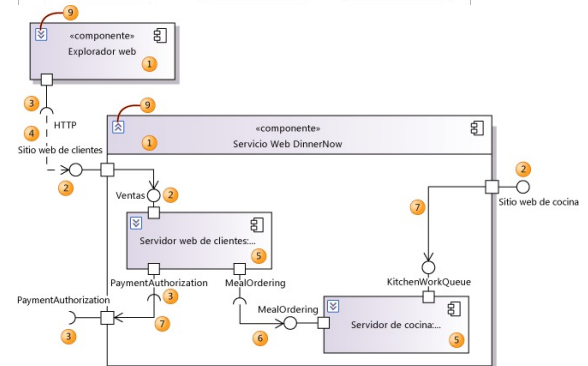 9
«componente»
Explorador web
1
3
HTTP
4
Sitio web de clientes
2
9
«componente»
1
Servicio Web DinnerNow
2
Sitio web de cocina
Ventas
2
7
Servidor web de clientes:...
5
PaymentAuthorization
3
MealOrdering
KitchenWorkQueue
PaymentAuthorization
3
7
MealOrdering
6
Servidor de cocina:...
5